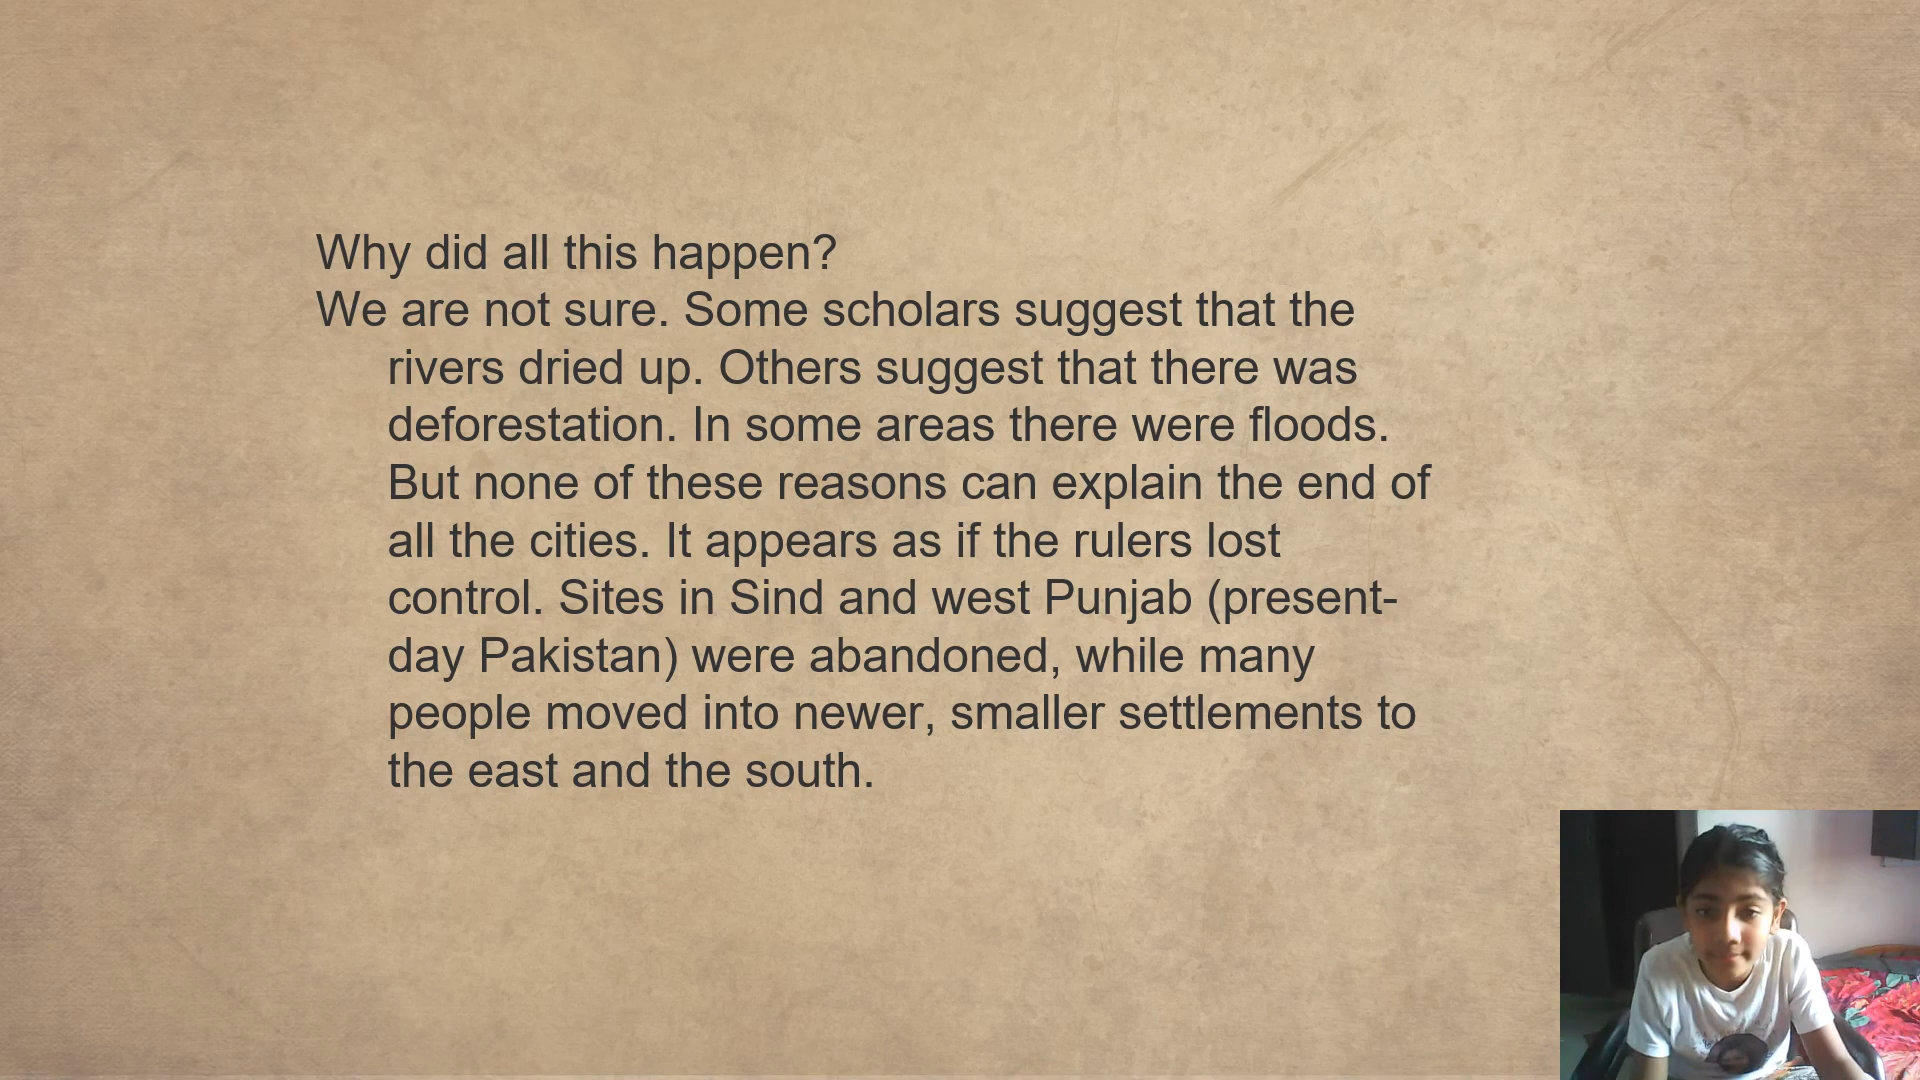 Why did all this happen?
We are not sure. Some scholars suggest that the
rivers dried up. Others suggest that there was
deforestation. In some areas there were floods.
But none of these reasons can explain the end of
all the cities. It appears as if the rulers lost
control. Sites in Sind and west Punjab (present-
day Pakistan) were abandoned, while many
people moved into newer, smaller settlements to
the east and the south.